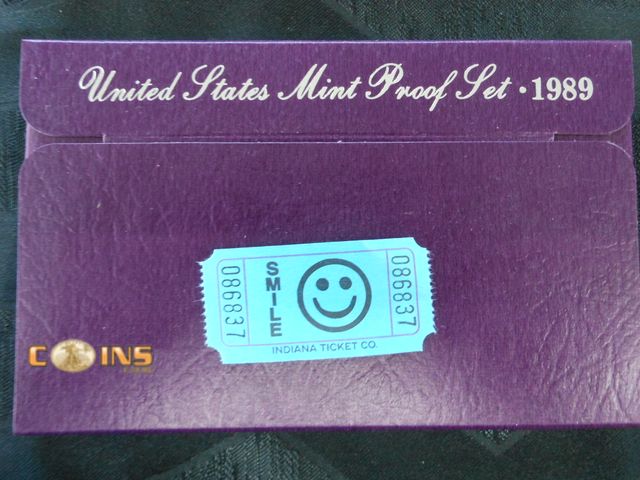 United States Mint Proof Set · 1989
086837
SMILE
086837
INDIANA TICKET CO.
COINS